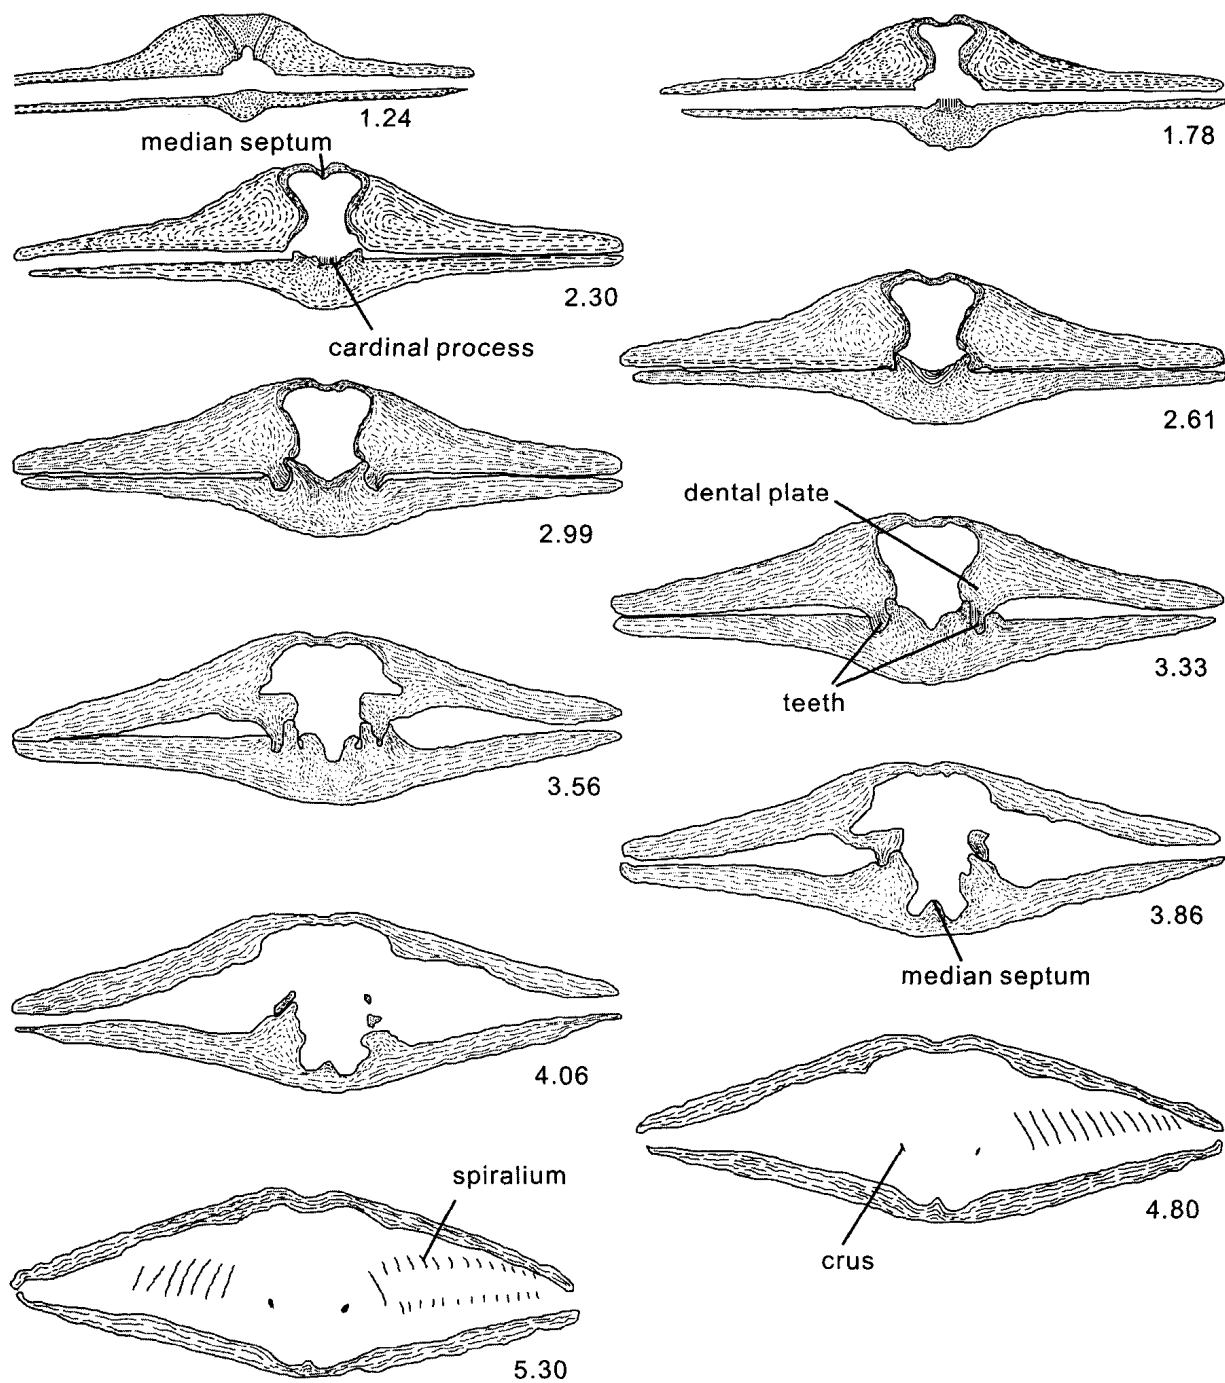 1.24
1.78
median septum
2.30
cardinal process
2.61
2.99
dental plate
3.33
teeth
3.56
3.86
median septum
4.06
4.80
spiralium
crus
5.30